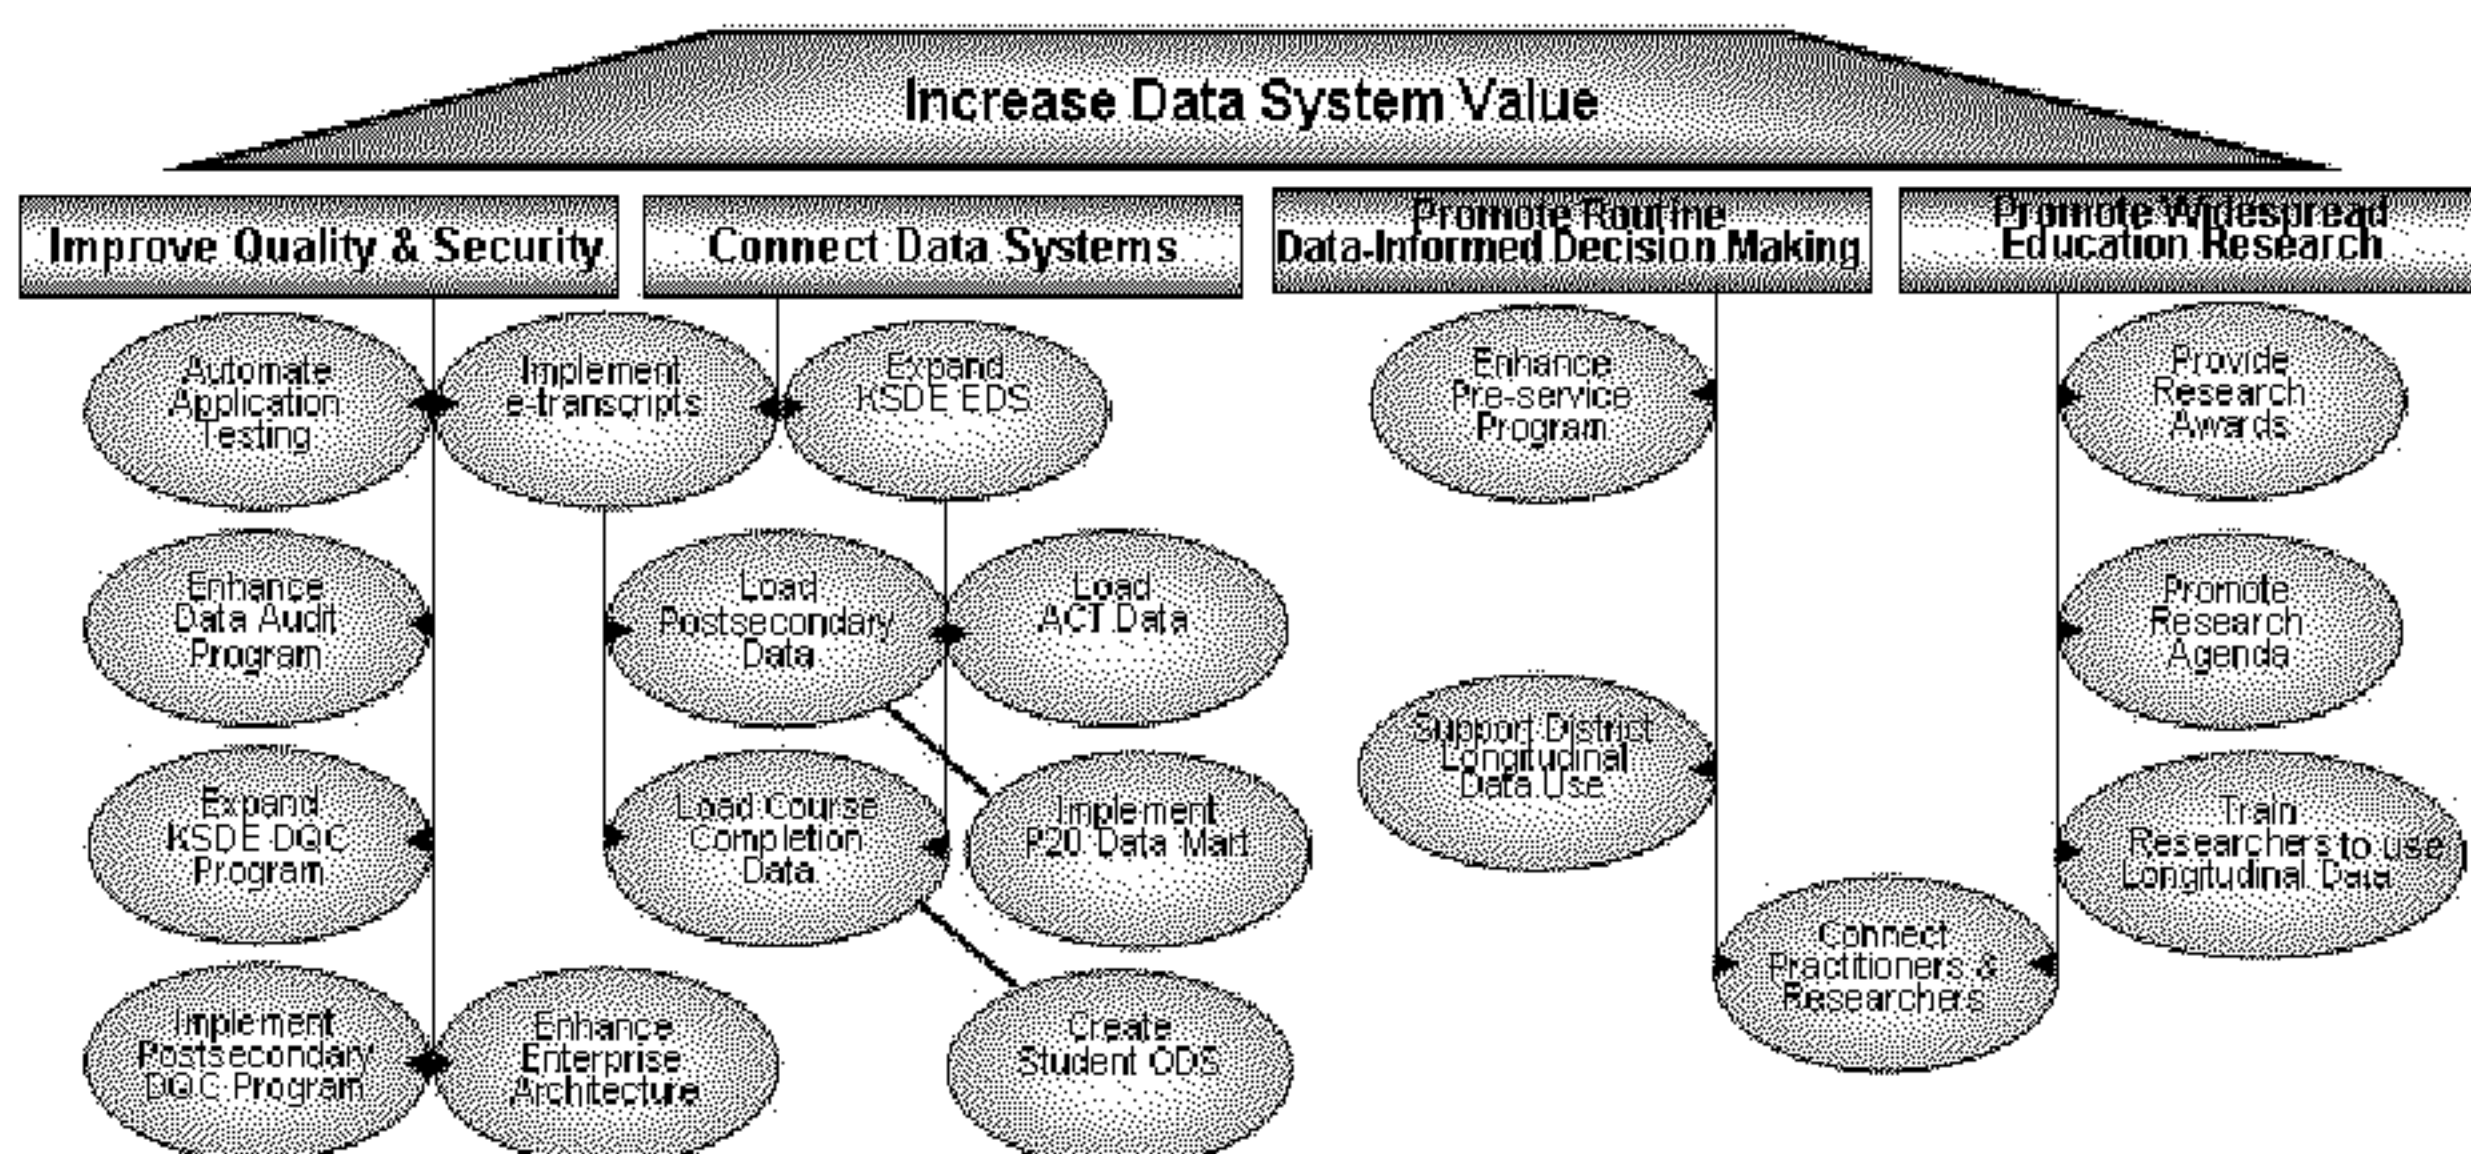 Increase Data System Value
Improve Quality & Security
Connect Data Systems
Promote Routine
Data-Informed Decision Making
Promote Widespread
Education Research
Automate
Application
Testing
Implement
e-transcripts
Expand
KSDE EDS
Enhance
Pre-service
Program
Provide
Research
Awards
Enhance
Data Audit
Program
Load
Postsecondary
Data
Load
ACT Data
Promote
Research
Agenda
Support District
Longitudinal
Data Use
Expand
KSDE DQC
Program
Load Course
Completion
Data
Implement
P20 Data Mart
Train
Researchers to use
Longitudinal Data
Connect
Practitioners &
Researchers
Implement
Postsecondary
DQC Program
Enhance
Enterprise
Architecture
Create
Student ODS